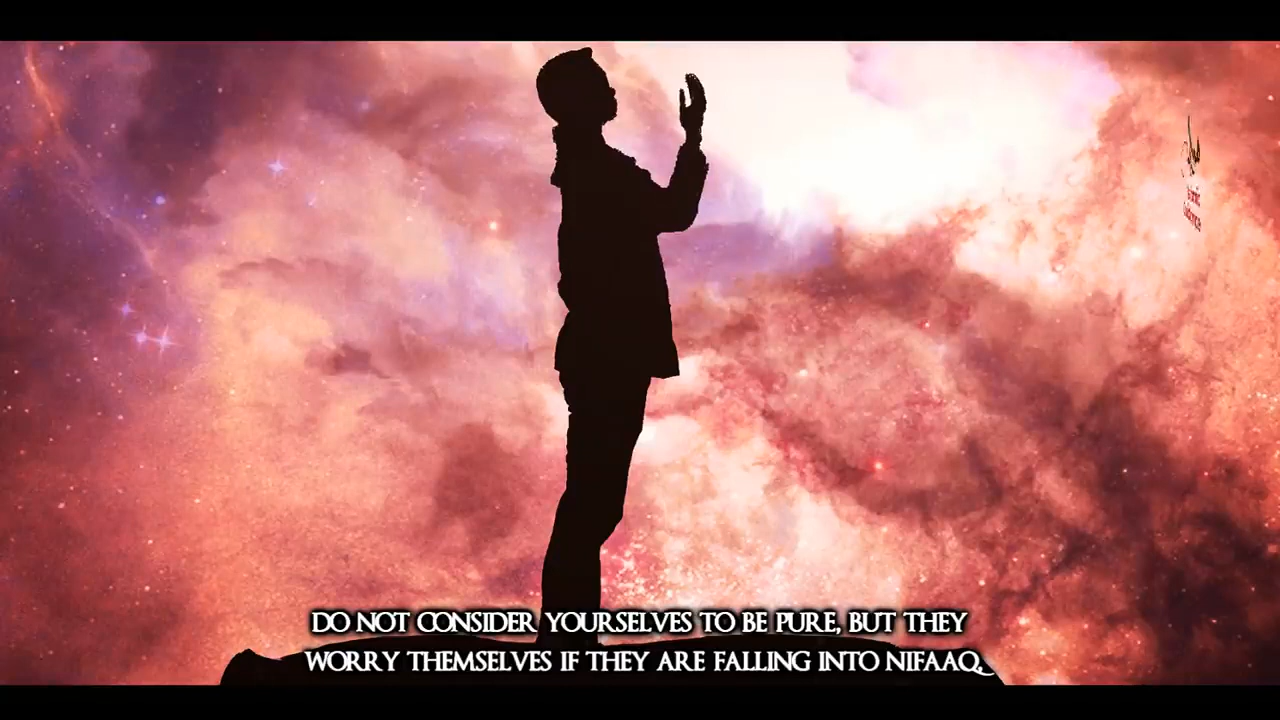 DO NOT CONSIDER YOURSELVES TO BE PURE, BUT THEY
WORRY THEMSELVES IF THEY ARE FALLING INTO NIFAAQ.